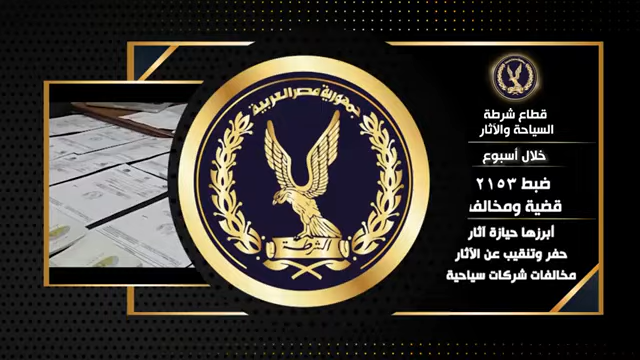 جمهورية مصر العربية
الشرطة
قطاع شرطة
السياحة والآثار
خلال أسبوع
ضبط ٢١٥٣
قضية ومخالفة
أبرزها حيازة آثار
حفر وتنقيب عن الآثار
مخالفات شركات سياحية